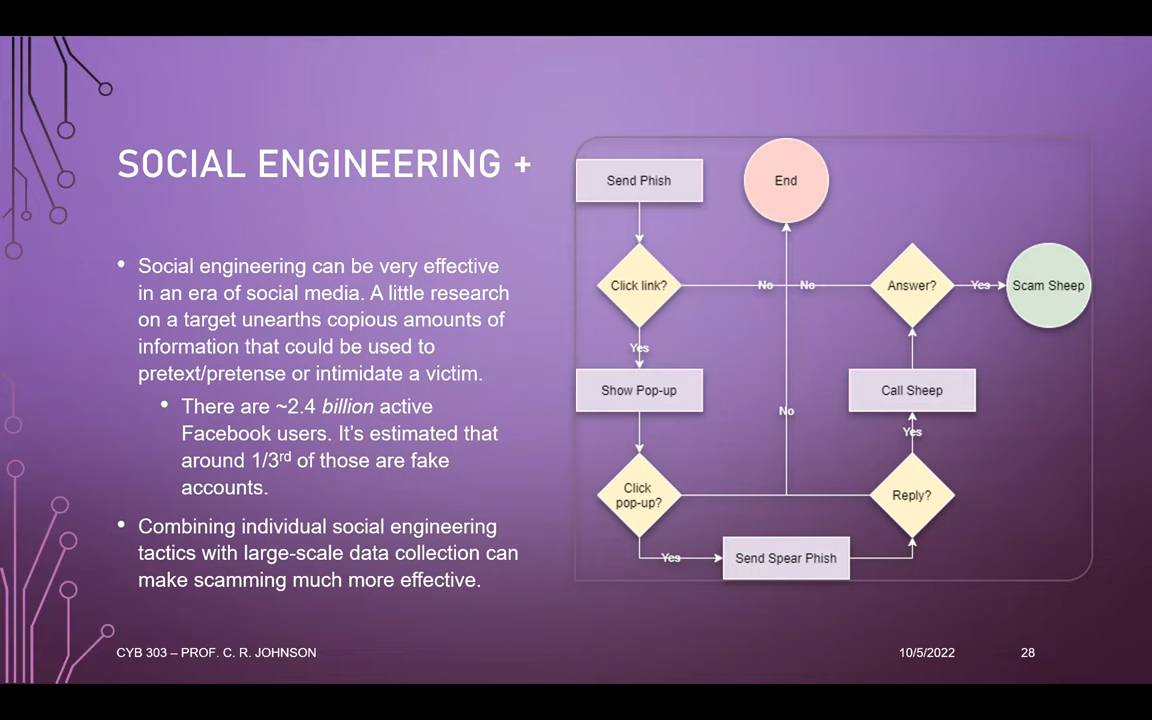 SOCIAL ENGINEERING +
• Social engineering can be very effective
in an era of social media. A little research
on a target unearths copious amounts of
information that could be used to
pretext/pretense or intimidate a victim.
• There are ~2.4 billion active
Facebook users. It’s estimated that
around 1/3rd of those are fake
accounts.
• Combining individual social engineering
tactics with large-scale data collection can
make scamming much more effective.
Send Phish
End
Click link?
No
No
Answer?
Yes
Scam Sheep
Yes
Show Pop-up
Call Sheep
No
Yes
Click
pop-up?
Reply?
Yes
Send Spear Phish
CYB 303 – PROF. C. R. JOHNSON
10/5/2022
28